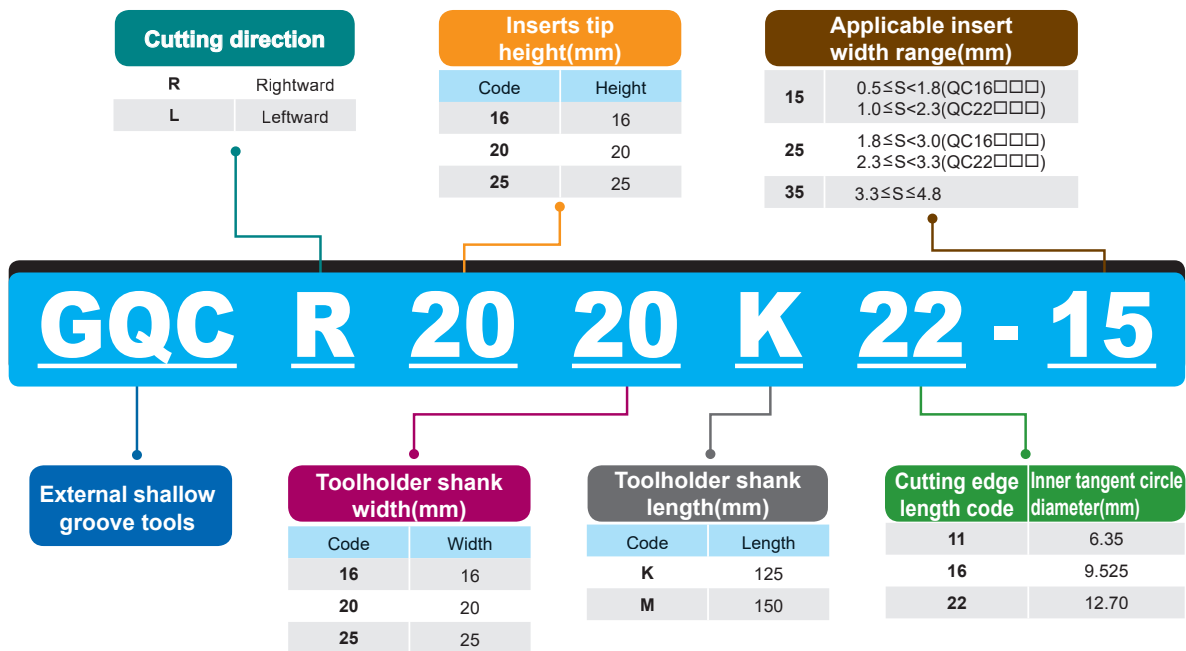 Cutting direction
R Rightward
L Leftward
Inserts tip
height(mm)
Code Height
16 16
20 20
25 25
Applicable insert
width range(mm)
15 0.5≤S<1.8(QC16□□□)
1.0≤S<2.3(QC22□□□)
25 1.8≤S<3.0(QC16□□□)
2.3≤S<3.3(QC22□□□)
35 3.3≤S≤4.8
GQC R 20 20 K 22 - 15
External shallow
groove tools
Toolholder shank
width(mm)
Code Width
16 16
20 20
25 25
Toolholder shank
length(mm)
Code Length
K 125
M 150
Cutting edge
length code
Inner tangent circle
diameter(mm)
11 6.35
16 9.525
22 12.70